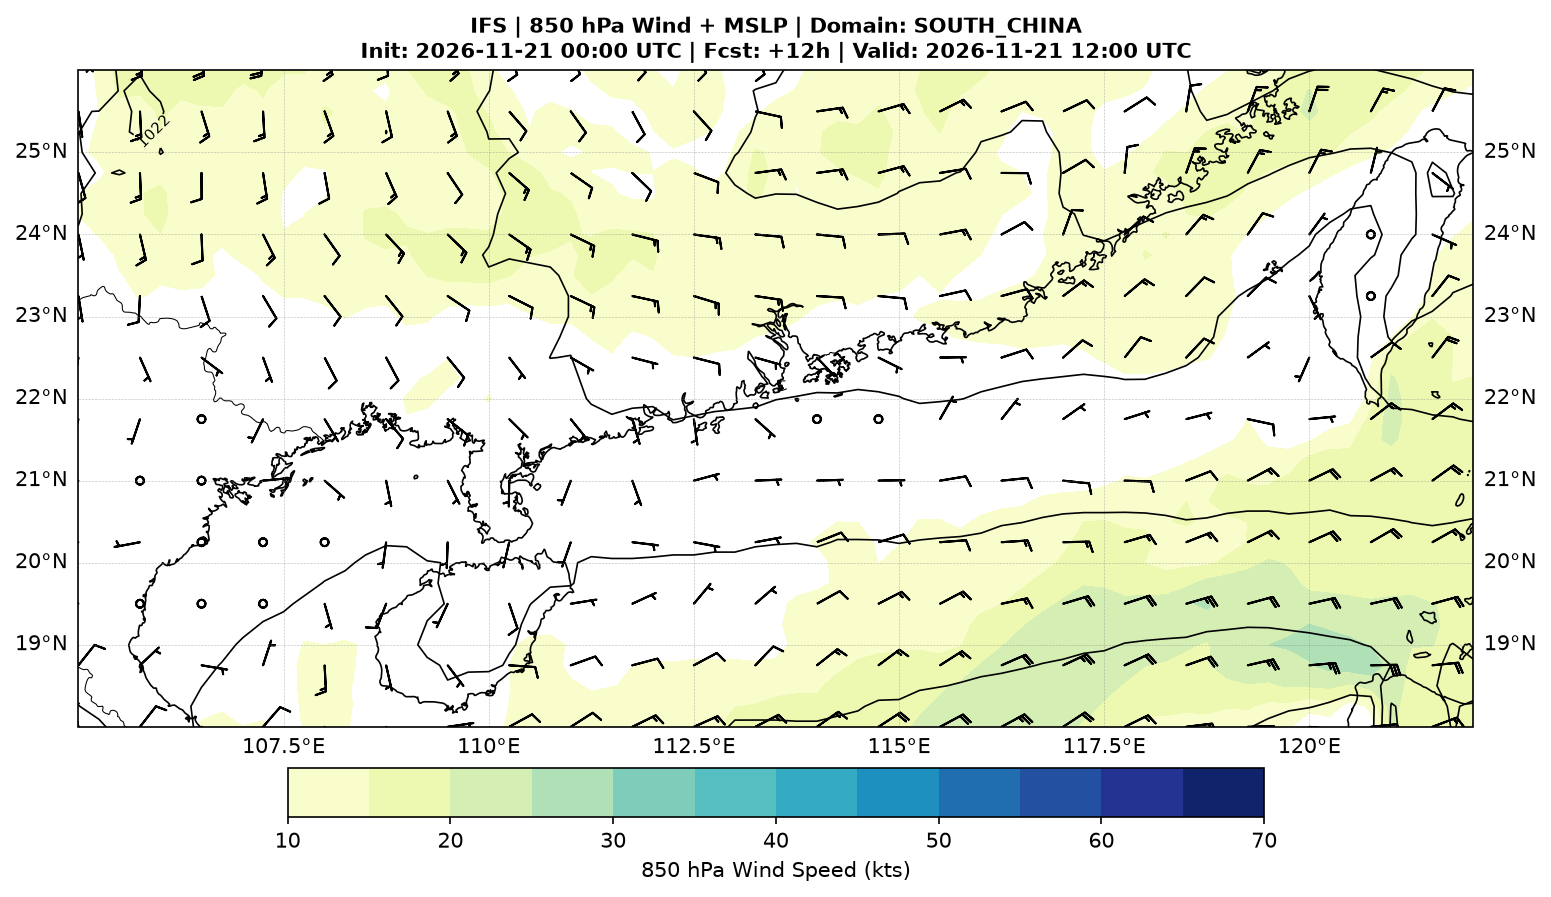 IFS | 850 hPa Wind + MSLP | Domain: SOUTH_CHINA
Init: 2026-11-21 00:00 UTC | Fcst: +12h | Valid: 2026-11-21 12:00 UTC
1022
25°N 25°N
24°N 24°N
23°N 23°N
22°N 22°N
21°N 21°N
20°N 20°N
19°N 19°N
107.5°E 110°E 112.5°E 115°E 117.5°E 120°E
10 20 30 40 50 60 70
850 hPa Wind Speed (kts)